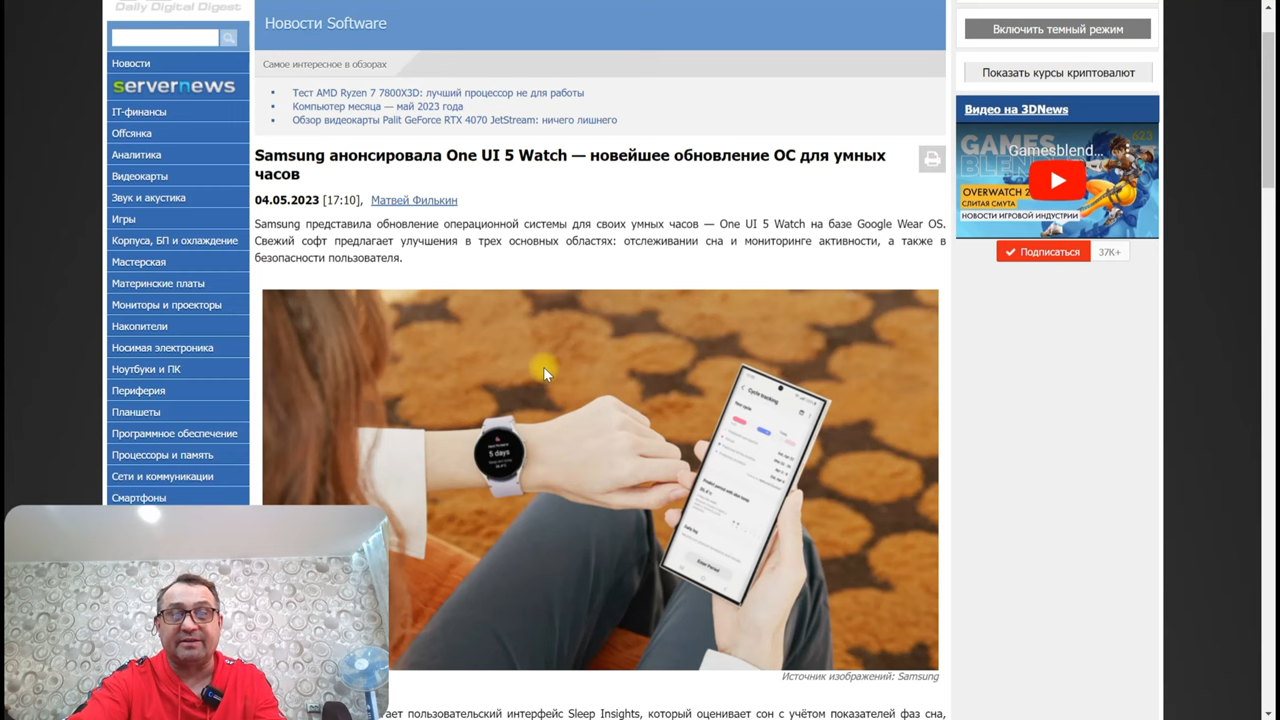 Daily Digital Digest
Новости Software
Включить темный режим
Новости
servernews
IT-финансы
Offсянка
Аналитика
Видеокарты
Звук и акустика
Игры
Корпуса, БП и охлаждение
Мастерская
Материнские платы
Мониторы и проекторы
Накопители
Носимая электроника
Ноутбуки и ПК
Периферия
Планшеты
Программное обеспечение
Процессоры и память
Сети и коммуникации
Смартфоны
Самое интересное в обзорах
Тест AMD Ryzen 7 7800X3D: лучший процессор не для работы
Компьютер месяца — май 2023 года
Обзор видеокарты Palit GeForce RTX 4070 JetStream: ничего лишнего
Samsung анонсировала One UI 5 Watch — новейшее обновление ОС для умных
часов
04.05.2023 [17:10], Матвей Филькин
Samsung представила обновление операционной системы для своих умных часов — One UI 5 Watch на базе Google Wear OS.
Свежий софт предлагает улучшения в трех основных областях: отслеживании сна и мониторинге активности, а также в
безопасности пользователя.
5 days
Cycle tracking
Источник изображений: Samsung
гает пользовательский интерфейс Sleep Insights, который оценивает сон с учётом показателей фаз сна,
Показать курсы криптовалют
Видео на 3DNews
GAMES
623
Gamesblend...
OVERWATCH 2
СЛИТАЯ СМУТА
НОВОСТИ ИГРОВОЙ ИНДУСТРИИ
Подписаться 37K+